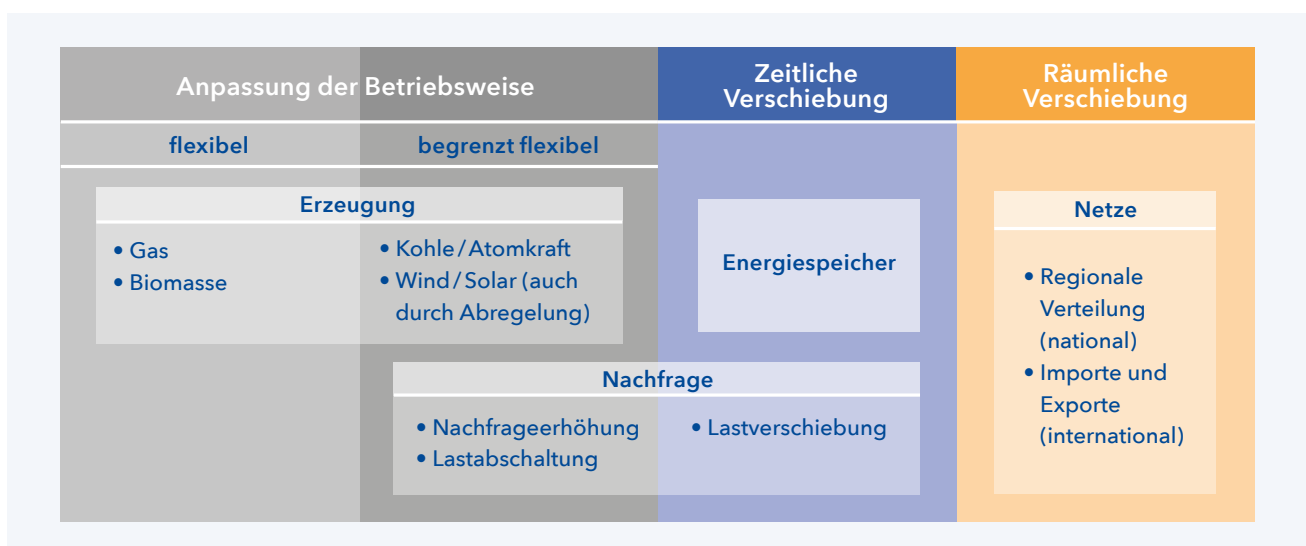 Anpassung der Betriebsweise
Zeitliche
Verschiebung
Räumliche
Verschiebung
flexibel
begrenzt flexibel
Erzeugung
• Gas
• Biomasse
• Kohle / Atomkraft
• Wind / Solar (auch
durch Abregelung)
Energiespeicher
Nachfrage
• Nachfrageerhöhung
• Lastabschaltung
• Lastverschiebung
Netze
• Regionale
Verteilung
(national)
• Importe und
Exporte
(international)